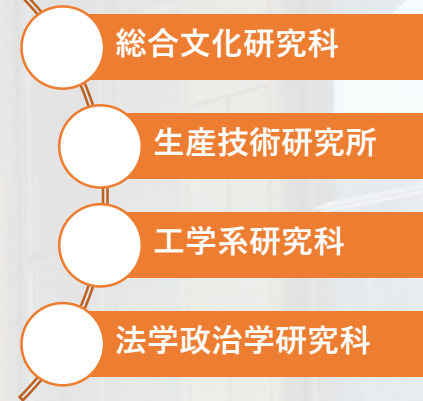 総合文化研究科
生産技術研究所
工学系研究科
法学政治学研究科